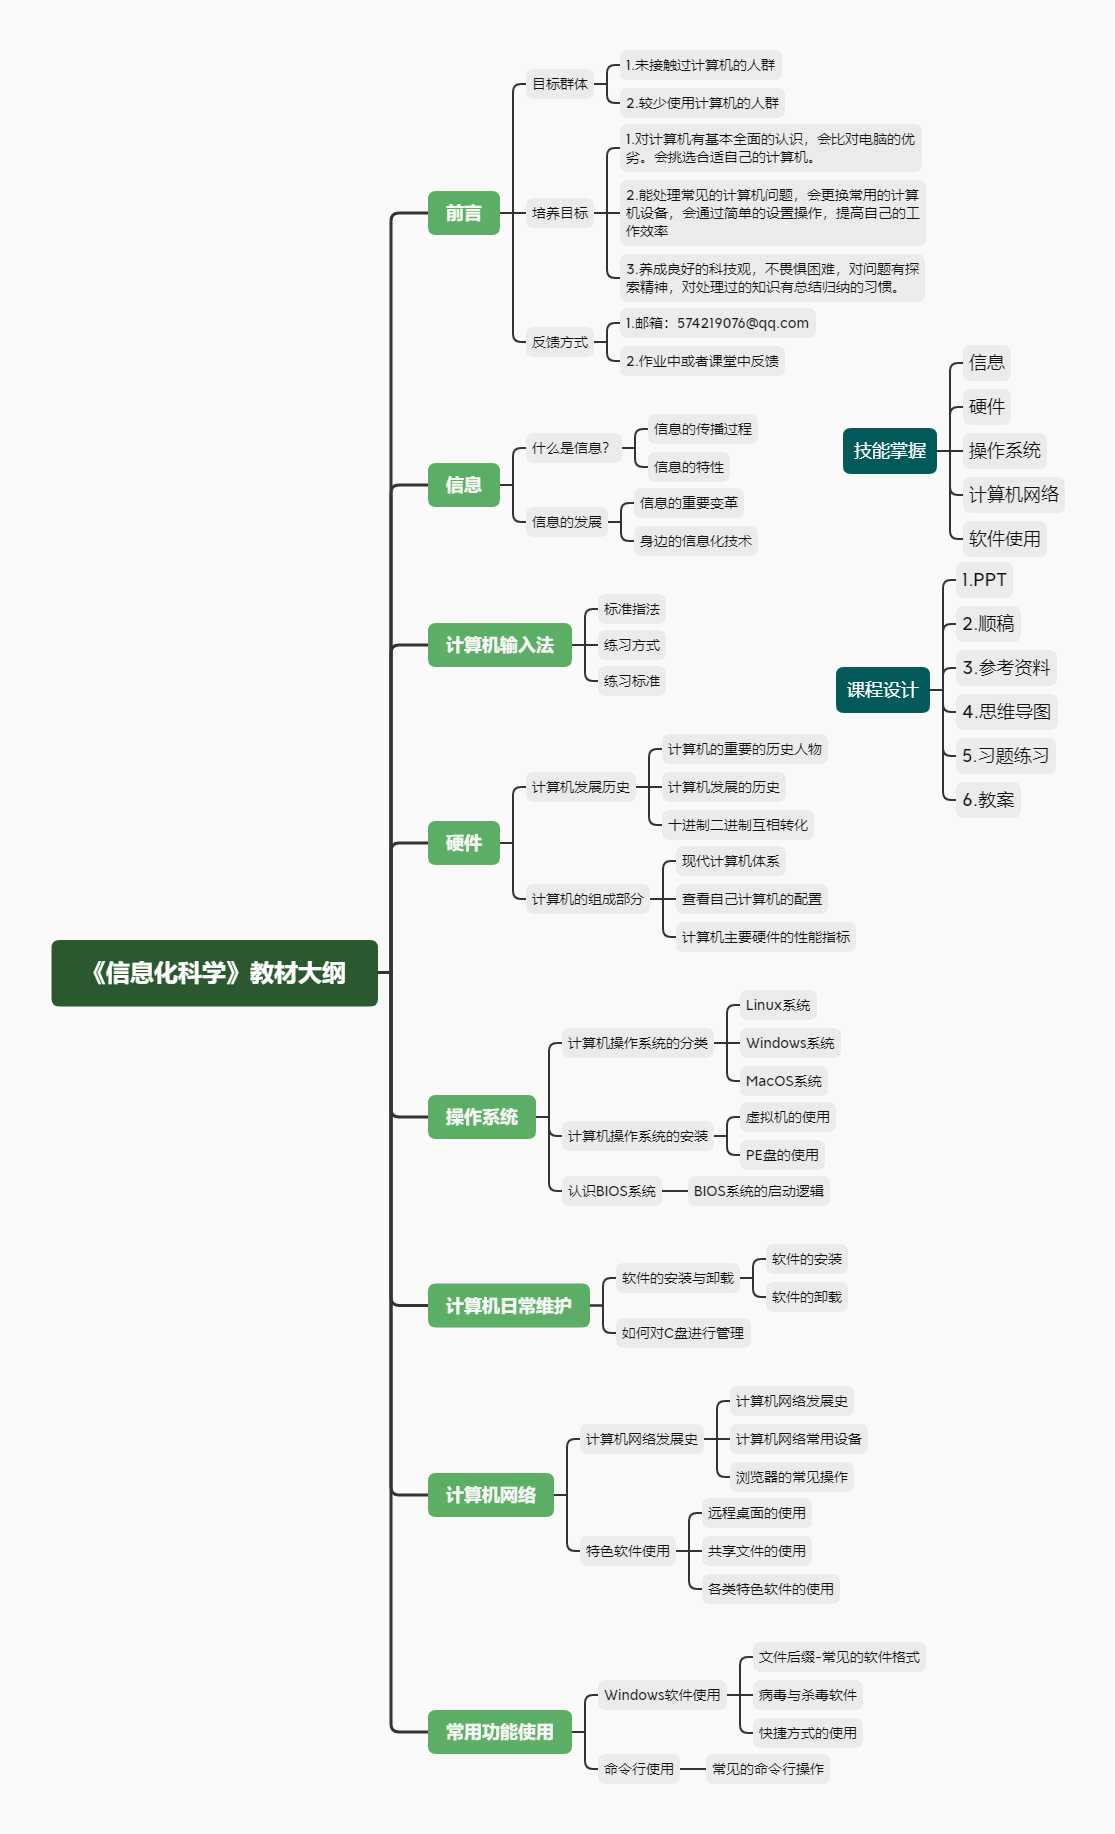 《信息化科学》教材大纲
前言
目标群体
1.未接触过计算机的人群
2.较少使用计算机的人群
培养目标
1.对计算机有基本全面的认识，会比对电脑的优
劣。会挑选合适自己的计算机。
2.能处理常见的计算机问题，会更换常用的计算
机设备，会通过简单的设置操作，提高自己的工
作效率
3.养成良好的科技观，不畏惧困难，对问题有探
索精神，对处理过的知识有总结归纳的习惯。
反馈方式
1.邮箱：574219076@qq.com
2.作业中或者课堂中反馈
信息
什么是信息？
信息的传播过程
信息的特性
信息的发展
信息的重要变革
身边的信息化技术
计算机输入法
标准指法
练习方式
练习标准
硬件
计算机发展历史
计算机的重要的历史人物
计算机发展的历史
十进制二进制互相转化
计算机的组成部分
现代计算机体系
查看自己计算机的配置
计算机主要硬件的性能指标
操作系统
计算机操作系统的分类
Linux系统
Windows系统
MacOS系统
计算机操作系统的安装
虚拟机的使用
PE盘的使用
认识BIOS系统
BIOS系统的启动逻辑
计算机日常维护
软件的安装与卸载
软件的安装
软件的卸载
如何对C盘进行管理
计算机网络
计算机网络发展史
计算机网络发展史
计算机网络常用设备
浏览器的常见操作
特色软件使用
远程桌面的使用
共享文件的使用
各类特色软件的使用
常用功能使用
Windows软件使用
文件后缀-常见的软件格式
病毒与杀毒软件
快捷方式的使用
命令行使用
常见的命令行操作
技能掌握
信息
硬件
操作系统
计算机网络
软件使用
课程设计
1.PPT
2.顺稿
3.参考资料
4.思维导图
5.习题练习
6.教案